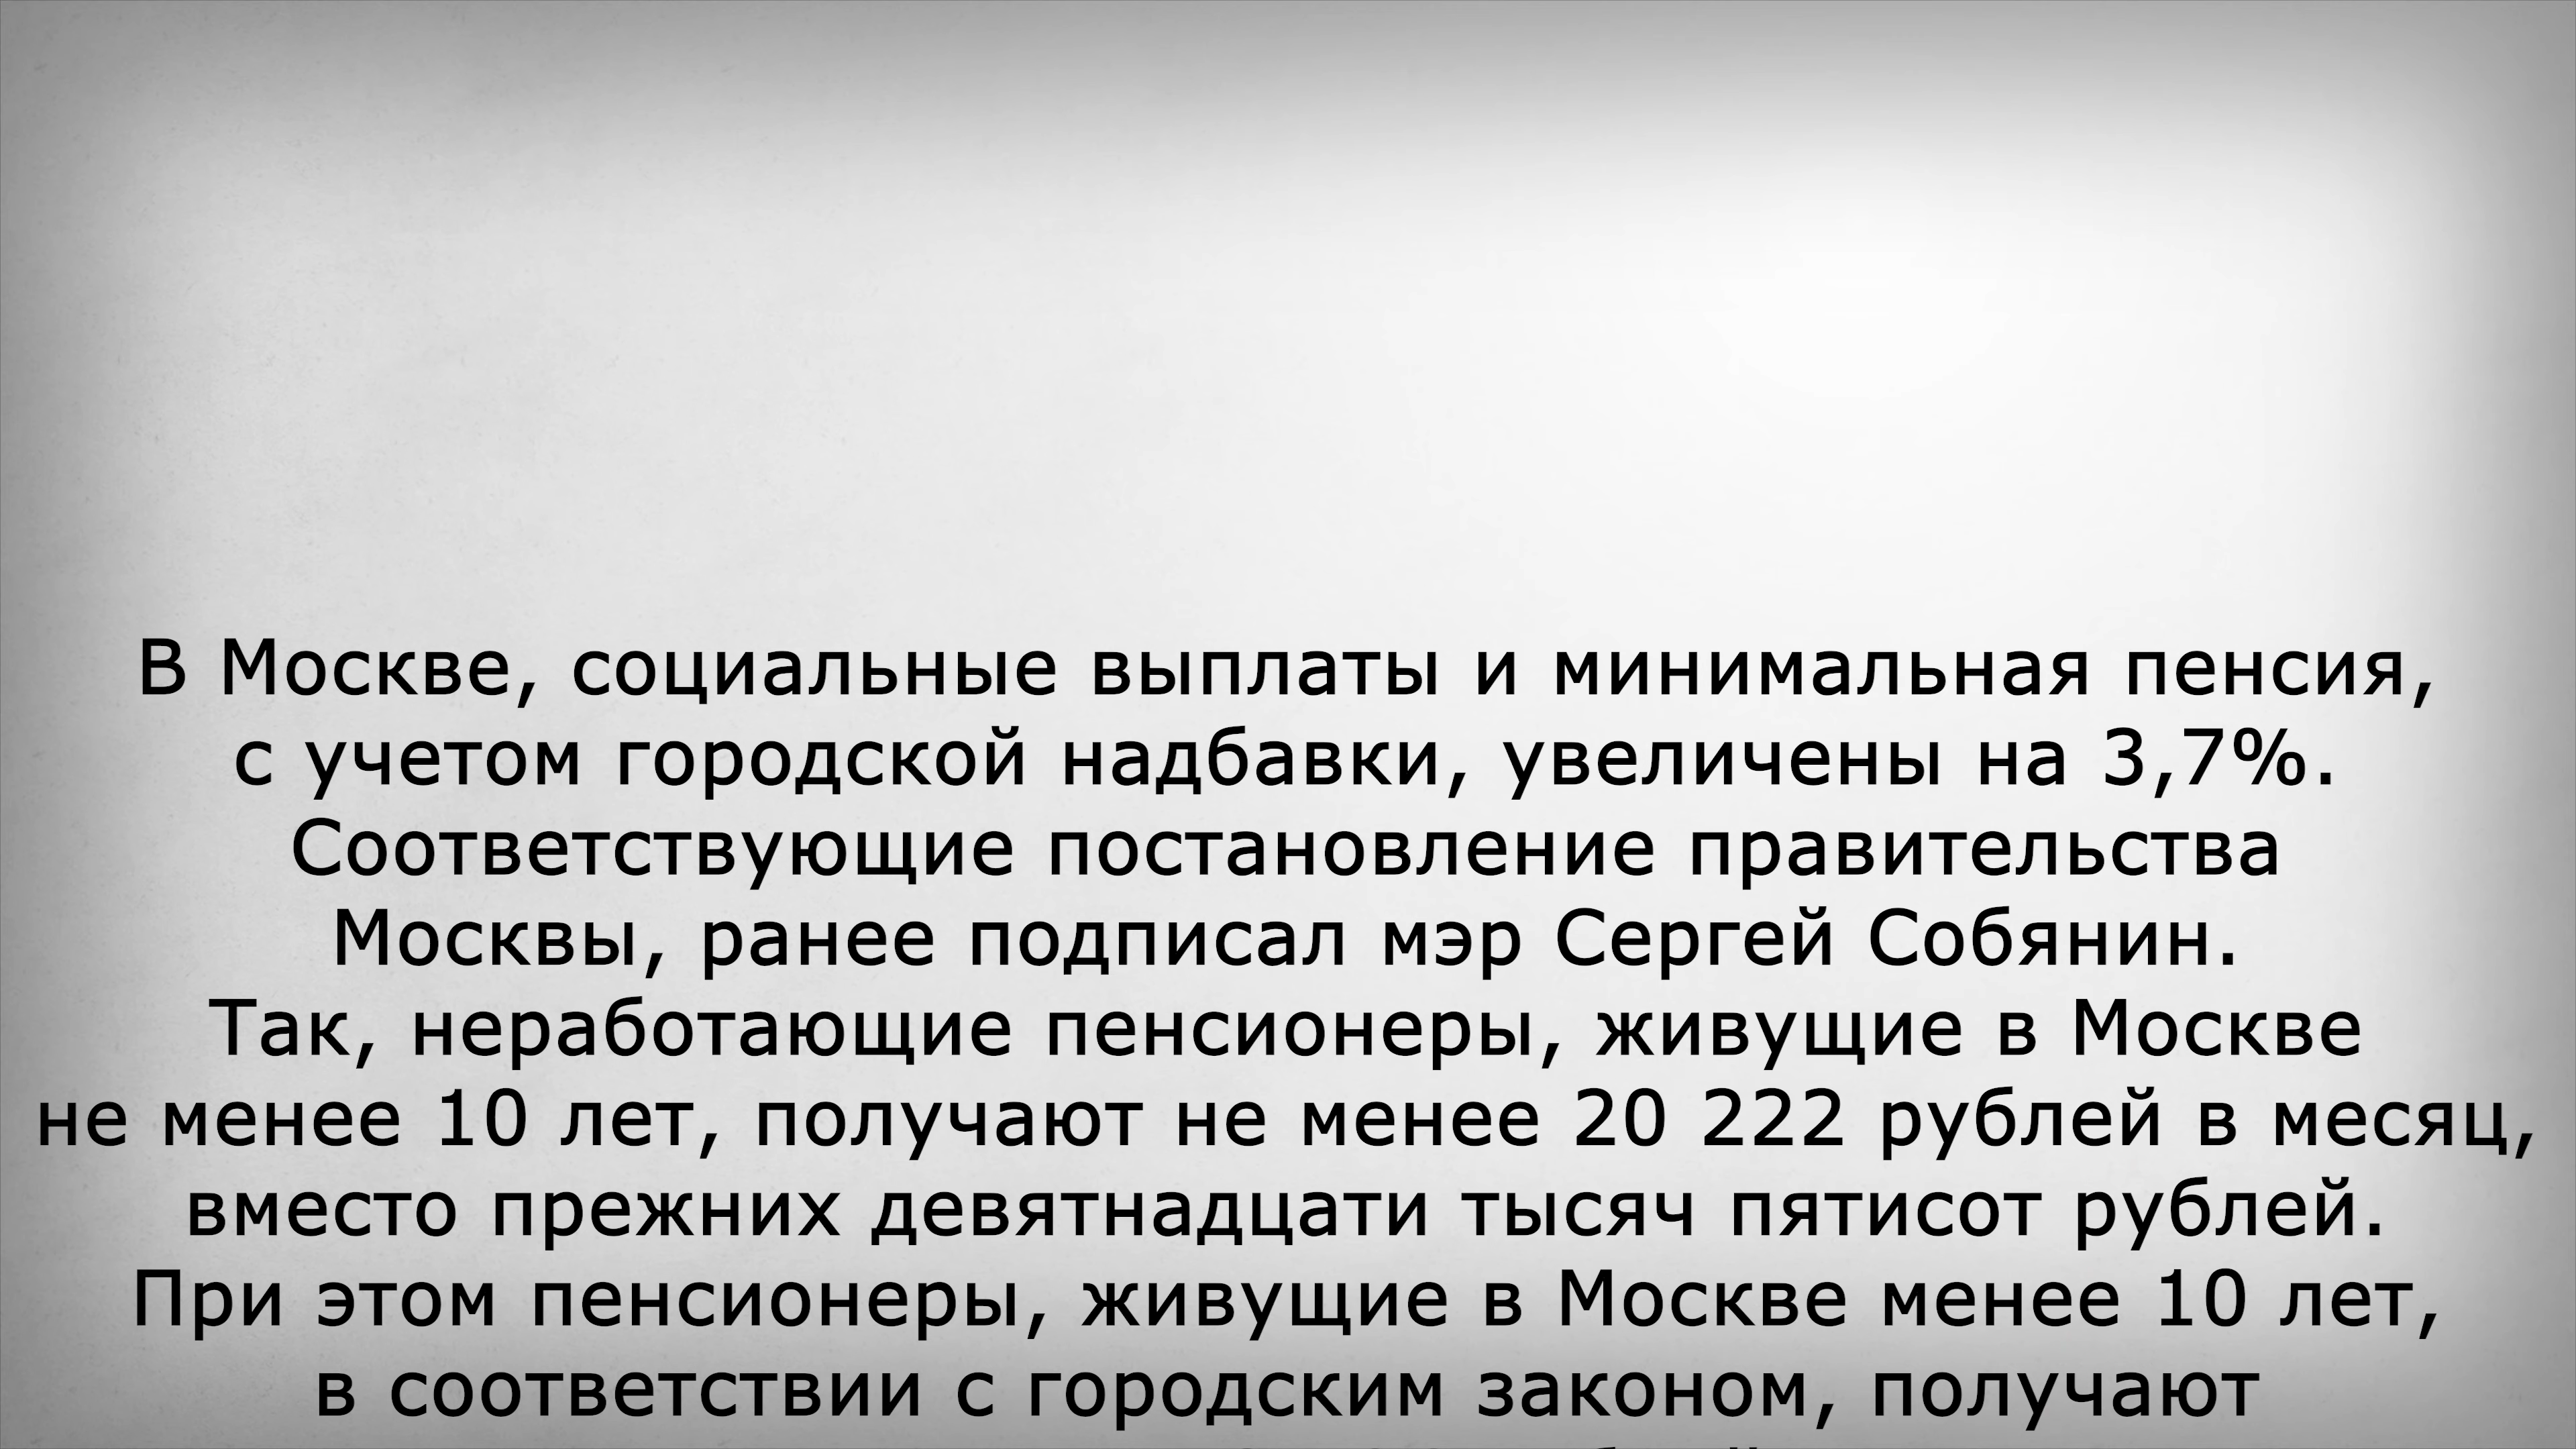 В Москве, социальные выплаты и минимальная пенсия,
с учетом городской надбавки, увеличены на 3,7%.
Соответствующие постановление правительства
Москвы, ранее подписал мэр Сергей Собянин.
Так, неработающие пенсионеры, живущие в Москве
не менее 10 лет, получают не менее 20 222 рублей в месяц,
вместо прежних девятнадцати тысяч пятисот рублей.
При этом пенсионеры, живущие в Москве менее 10 лет,
в соответствии с городским законом, получают